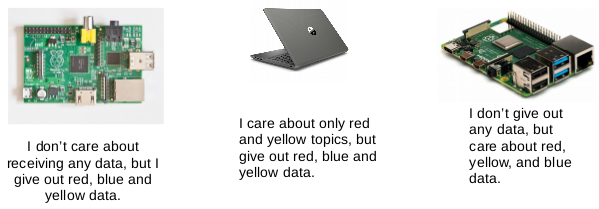 I don't care about
receiving any data, but I
give out red, blue and
yellow data.
I care about only red
and yellow topics, but
give out red, blue and
yellow data.
I don't give out
any data, but
care about red,
yellow, and blue
data.